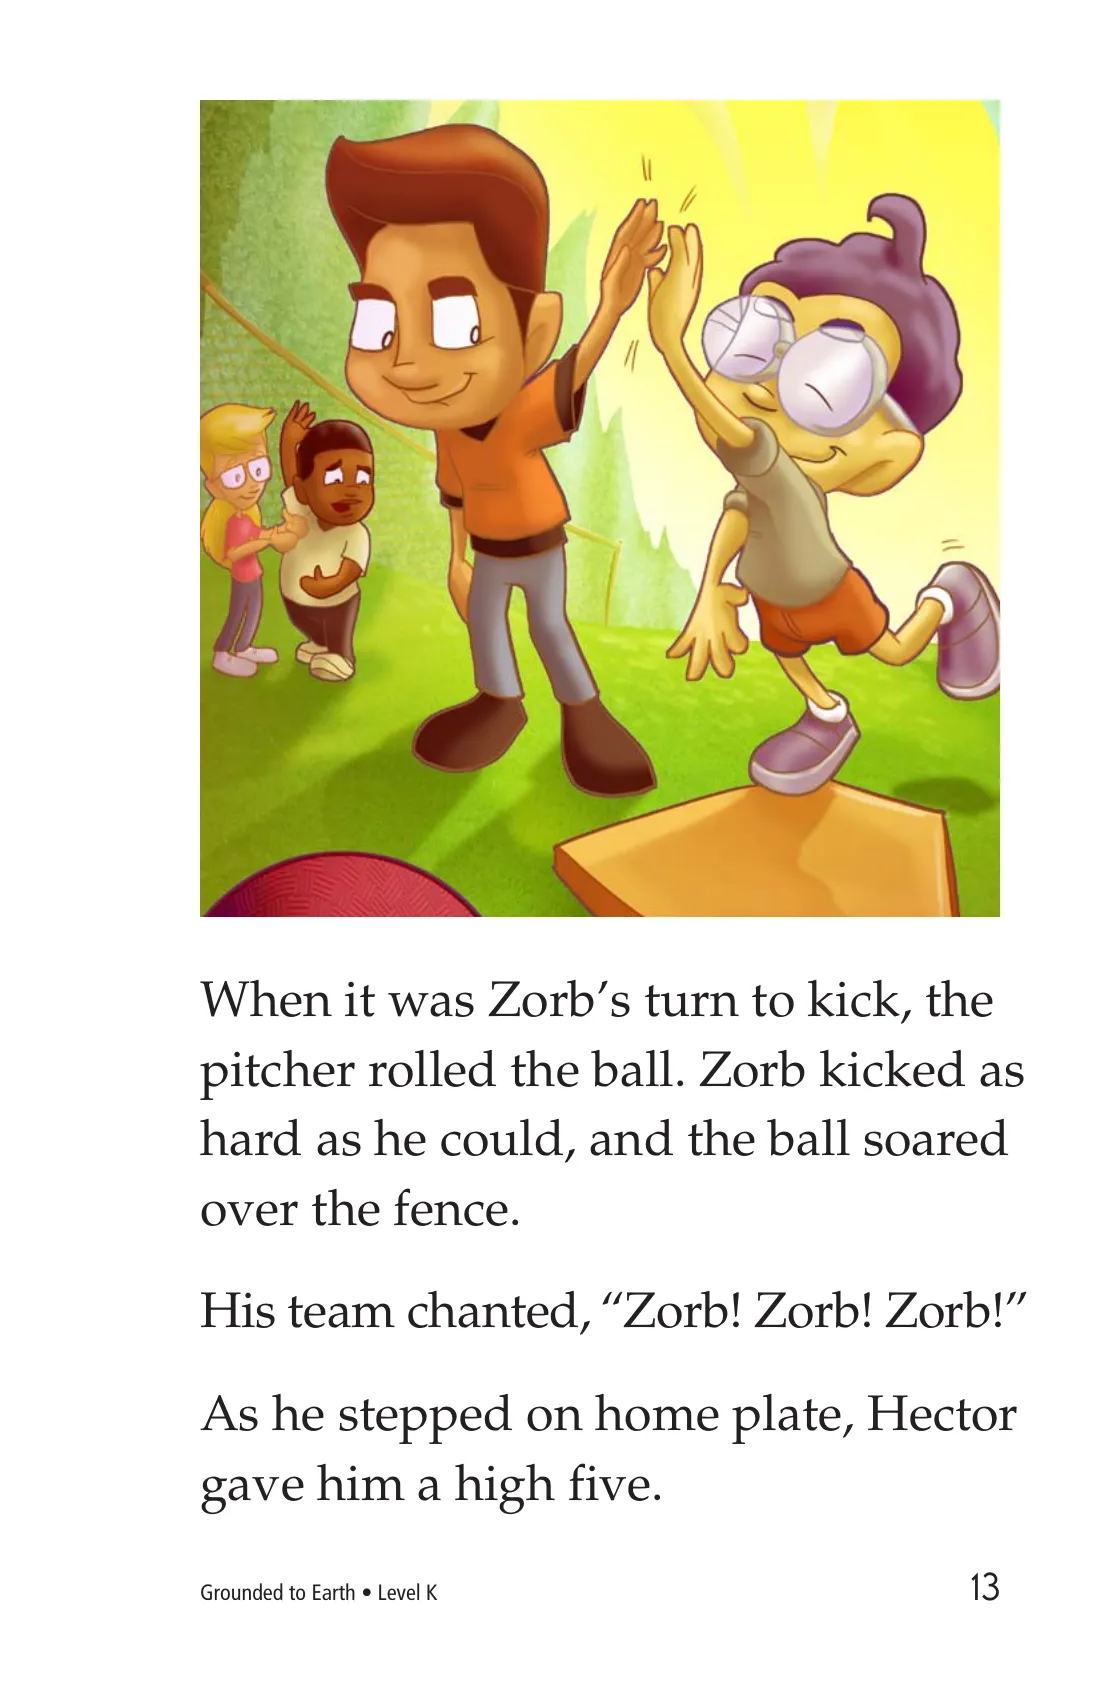 When it was Zorb’s turn to kick, the
pitcher rolled the ball. Zorb kicked as
hard as he could, and the ball soared
over the fence.
His team chanted, “Zorb! Zorb! Zorb!”
As he stepped on home plate, Hector
gave him a high five.
Grounded to Earth • Level K
13